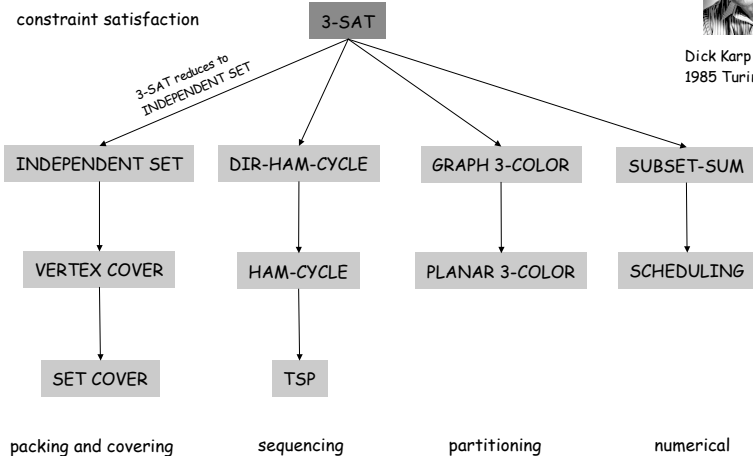 constraint satisfaction
3-SAT
Dick Karp
1985 Turin
3-SAT reduces to
INDEPENDENT SET
INDEPENDENT SET
DIR-HAM-CYCLE
GRAPH 3-COLOR
SUBSET-SUM
VERTEX COVER
HAM-CYCLE
PLANAR 3-COLOR
SCHEDULING
SET COVER
TSP
packing and covering
sequencing
partitioning
numerical